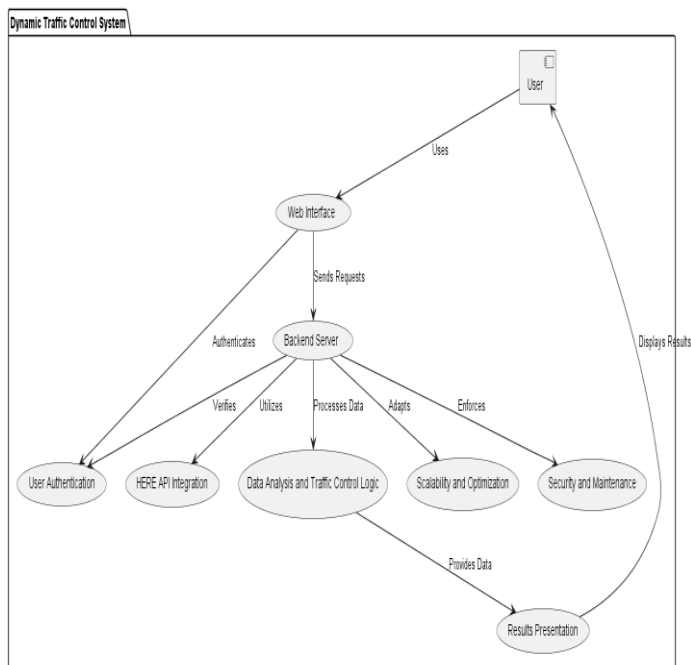 Dynamic Traffic Control System
User
Uses
Web Interface
Sends Requests
Authenticates
Backend Server
Displays Results
Verifies
Utilizes
Processes Data
Adapts
Enforces
User Authentication
HERE API Integration
Data Analysis and Traffic Control Logic
Scalability and Optimization
Security and Maintenance
Provides Data
Results Presentation